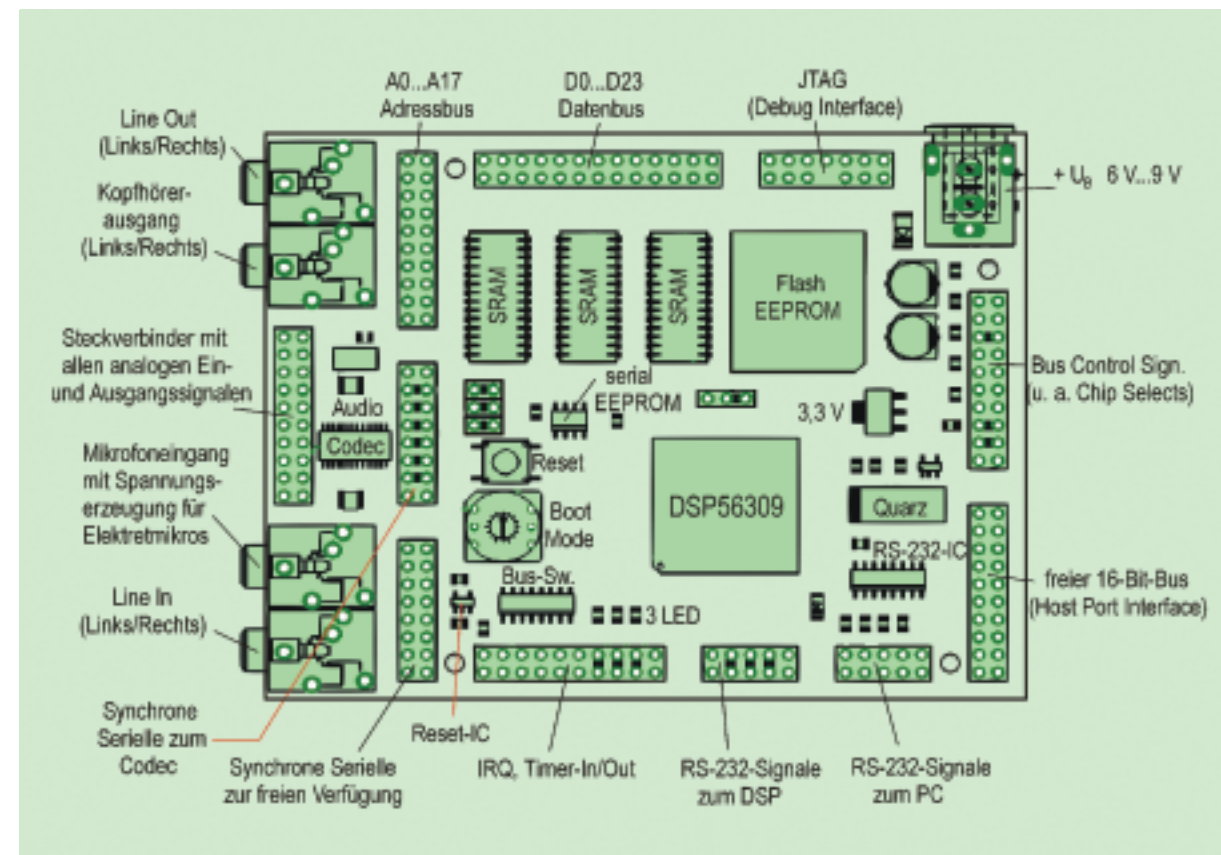 A0...A17
Adressbus
D0...D23
Datenbus
JTAG
(Debug Interface)
Line Out
(Links/Rechts)
Kopfhörer-
ausgang
(Links/Rechts)
+ UB 6 V...9 V
Steckverbinder mit
allen analogen Ein-
und Ausgangssignalen
SRAM
SRAM
SRAM
Flash
EEPROM
Bus Control Sign.
(u. a. Chip Selects)
serial
EEPROM
3,3 V
Audio
Codec
Reset
Mikrofoneingang
mit Spannungs-
erzeugung für
Elektretmikros
Boot
Mode
DSP56309
Quarz
RS-232-IC
Bus-Sw.
3 LED
freier 16-Bit-Bus
(Host Port Interface)
Line In
(Links/Rechts)
Synchrone
Serielle zum
Codec
Synchrone Serielle
zur freien Verfügung
Reset-IC
IRQ, Timer-In/Out
RS-232-Signale
zum DSP
RS-232-Signale
zum PC